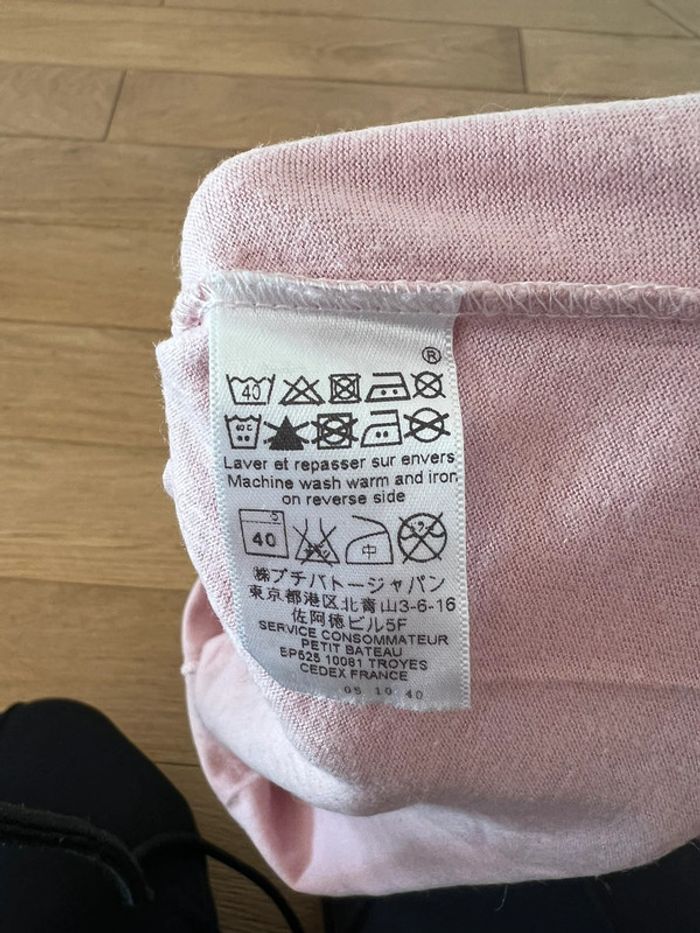 ®
40
60C
Laver et repasser sur envers
Machine wash warm and iron
on reverse side
40 中
㈱プチバトージャパン
東京都港区北青山3-6-16
佐阿徳ビル5F
SERVICE CONSOMMATEUR
PETIT BATEAU
BP525 10081 TROYES
CEDEX FRANCE
05 10 40